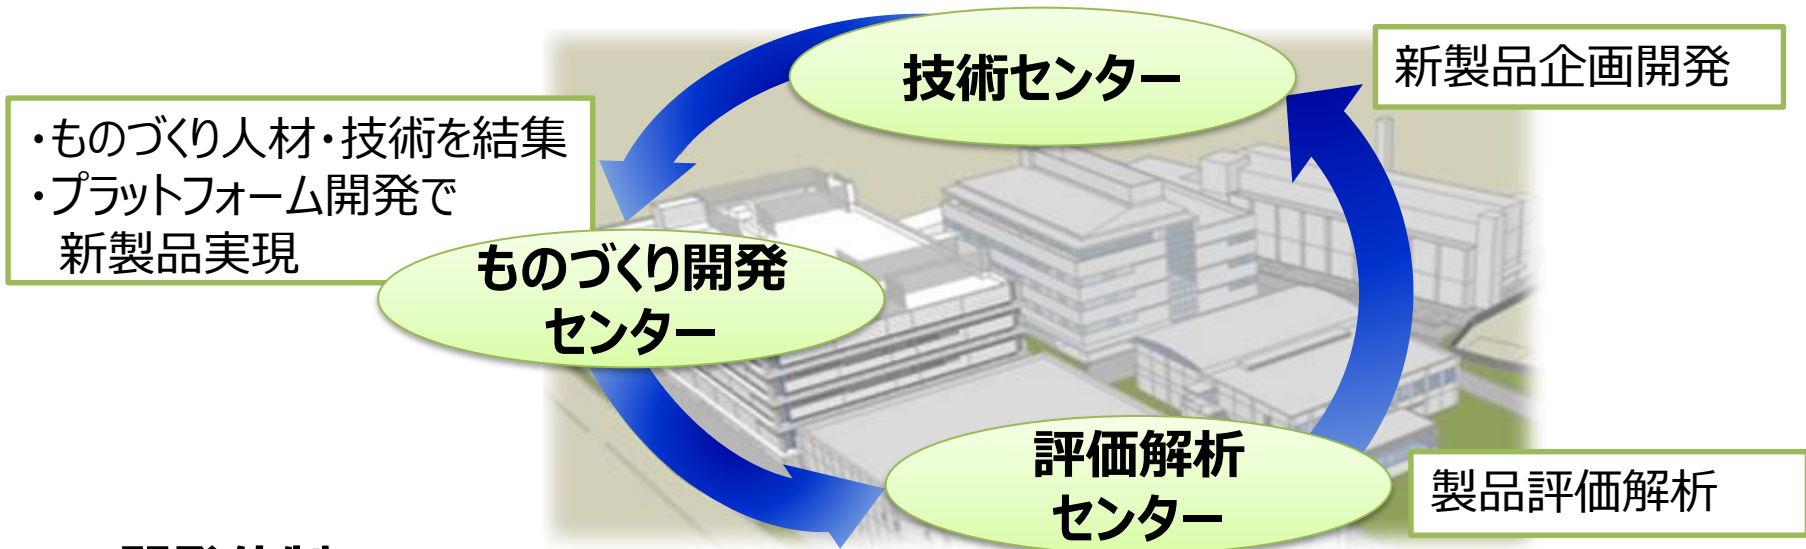 技術センター
新製品企画開発
・ものづくり人材・技術を結集
・プラットフォーム開発で
新製品実現
ものづくり開発
センター
評価解析
センター
製品評価解析